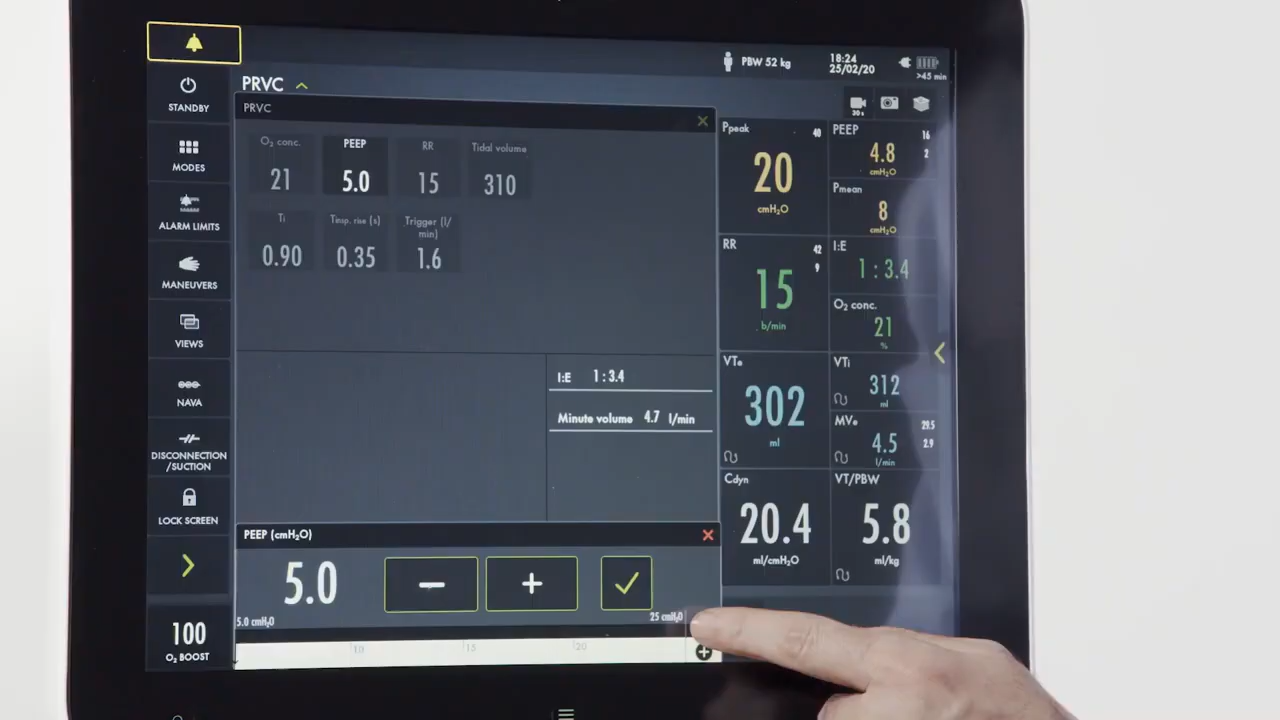 STANDBY
MODES
ALARM LIMITS
MANEUVERS
VIEWS
NAVA
DISCONNECTION
/SUCTION
LOCK SCREEN
100
O₂ BOOST
PBW 52 kg
18:24
25/02/20
>45 min
PRVC
PRVC
O₂ conc.
21
PEEP
5.0
RR
15
Tidal volume
310
Ti
0.90
Tinsp. rise (s)
0.35
Trigger (l/
min)
1.6
I:E 1 : 3.4
Minute volume 4.7 l/min
PEEP (cmH₂O)
5.0
5.0 cmH₂O
25 cmH₂O
10 15 20
30 s
Ppeak
40
20
cmH₂O
PEEP
16
2
4.8
cmH₂O
Pmean
8
cmH₂O
RR
42
9
15
b/min
I:E
1 : 3.4
O₂ conc.
21
%
VTe
302
ml
VTi
312
ml
MVe
29.5
2.9
4.5
l/min
Cdyn
20.4
ml/cmH₂O
VT/PBW
5.8
ml/kg